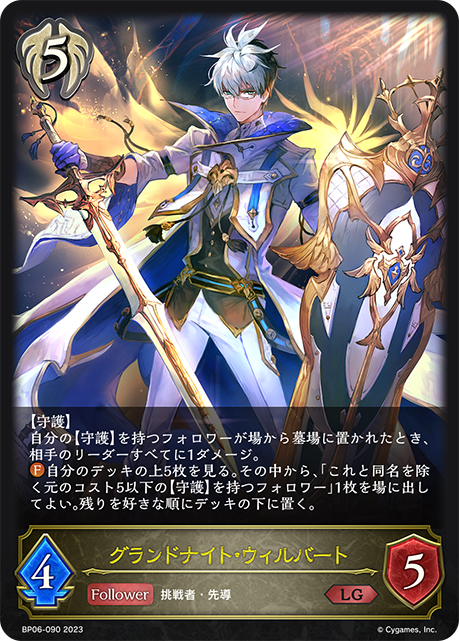 5
【守護】
自分の【守護】を持つフォロワーが場から墓場に置かれたとき、
相手のリーダーすべてに1ダメージ。
F自分のデッキの上5枚を見る。その中から、「これと同名を除
く元のコスト5以下の【守護】を持つフォロワー」1枚を場に出し
てよい。残りを好きな順にデッキの下に置く。
グランドナイト・ウィルバート
4
Follower 挑戦者・先導 LG
5
BP06-090 2023
© Cygames, Inc.